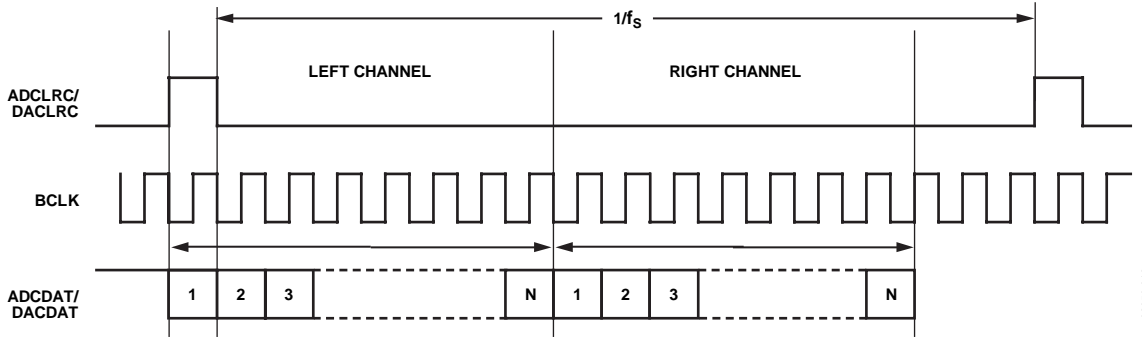 1/fS
LEFT CHANNEL
RIGHT CHANNEL
ADCLRC/
DACLRC
BCLK
ADCDAT/
DACDAT
1 2 3 N 1 2 3 N